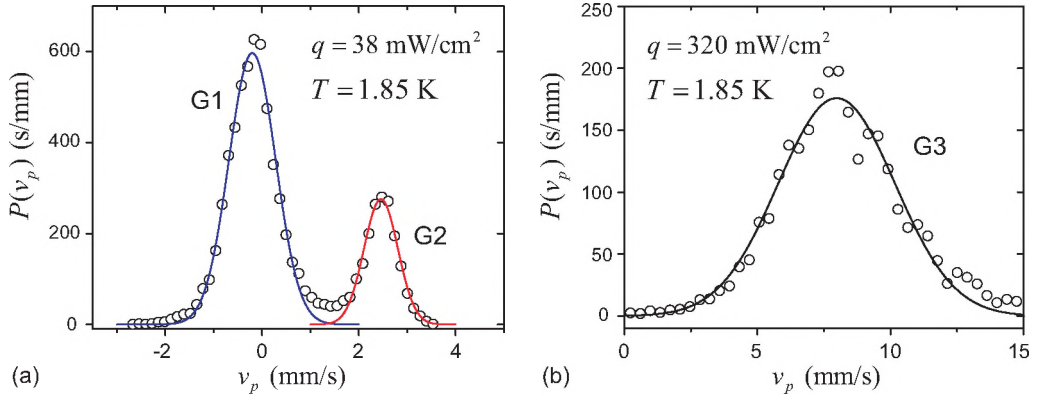 600
400
200
0
P(v_p) (s/mm)
q = 38 mW/cm²
T = 1.85 K
G1
G2
-2
0
2
4
v_p (mm/s)
(a)
250
200
150
100
50
0
P(v_p) (s/mm)
q = 320 mW/cm²
T = 1.85 K
G3
0
5
10
15
v_p (mm/s)
(b)